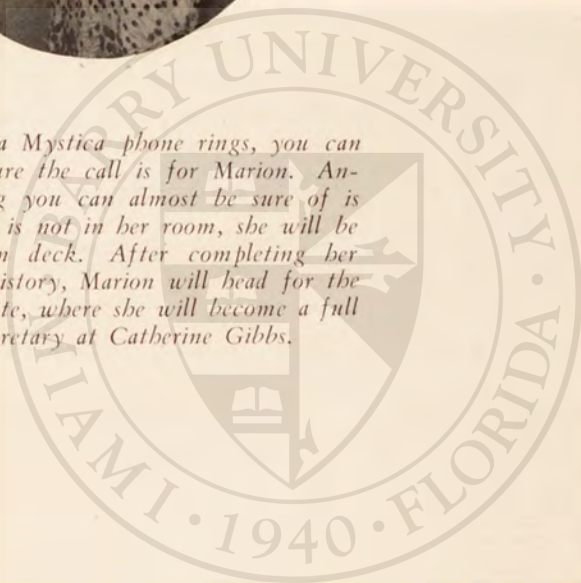 a Mystica phone rings, you can
ure the call is for Marion. An-
g you can almost be sure of is
is not in her room, she will be
n deck. After completing her
istory, Marion will head for the
te, where she will become a full
retary at Catherine Gibbs.
BARRY UNIVERSITY
MIAMI • 1940 • FLORIDA